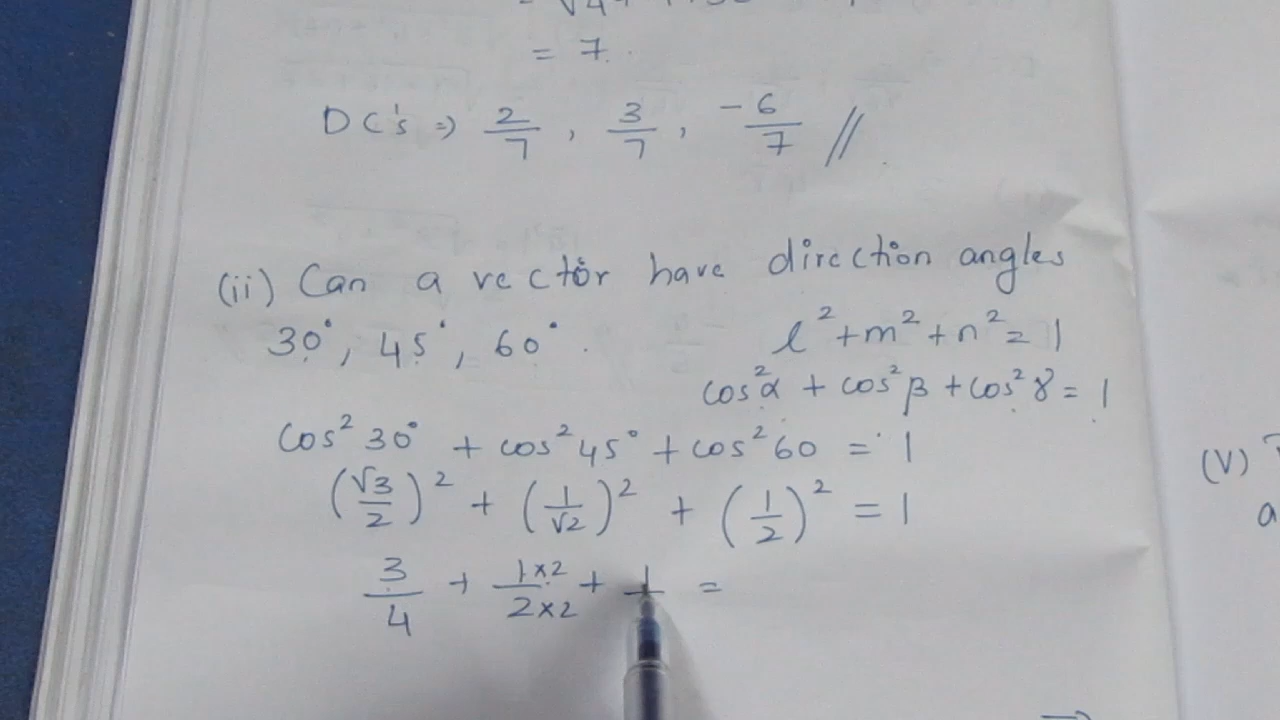 = 7
DC's ⇒ 2/7, 3/7, -6/7 //
(ii) Can a vector have direction angles
30°, 45°, 60°.
l² + m² + n² = 1
cos²α + cos²β + cos²γ = 1
cos² 30° + cos² 45° + cos² 60 = 1
(√3/2)² + (1/√2)² + (1/2)² = 1
3/4 + 1×2/2×2 + 1/ =
(V)
a